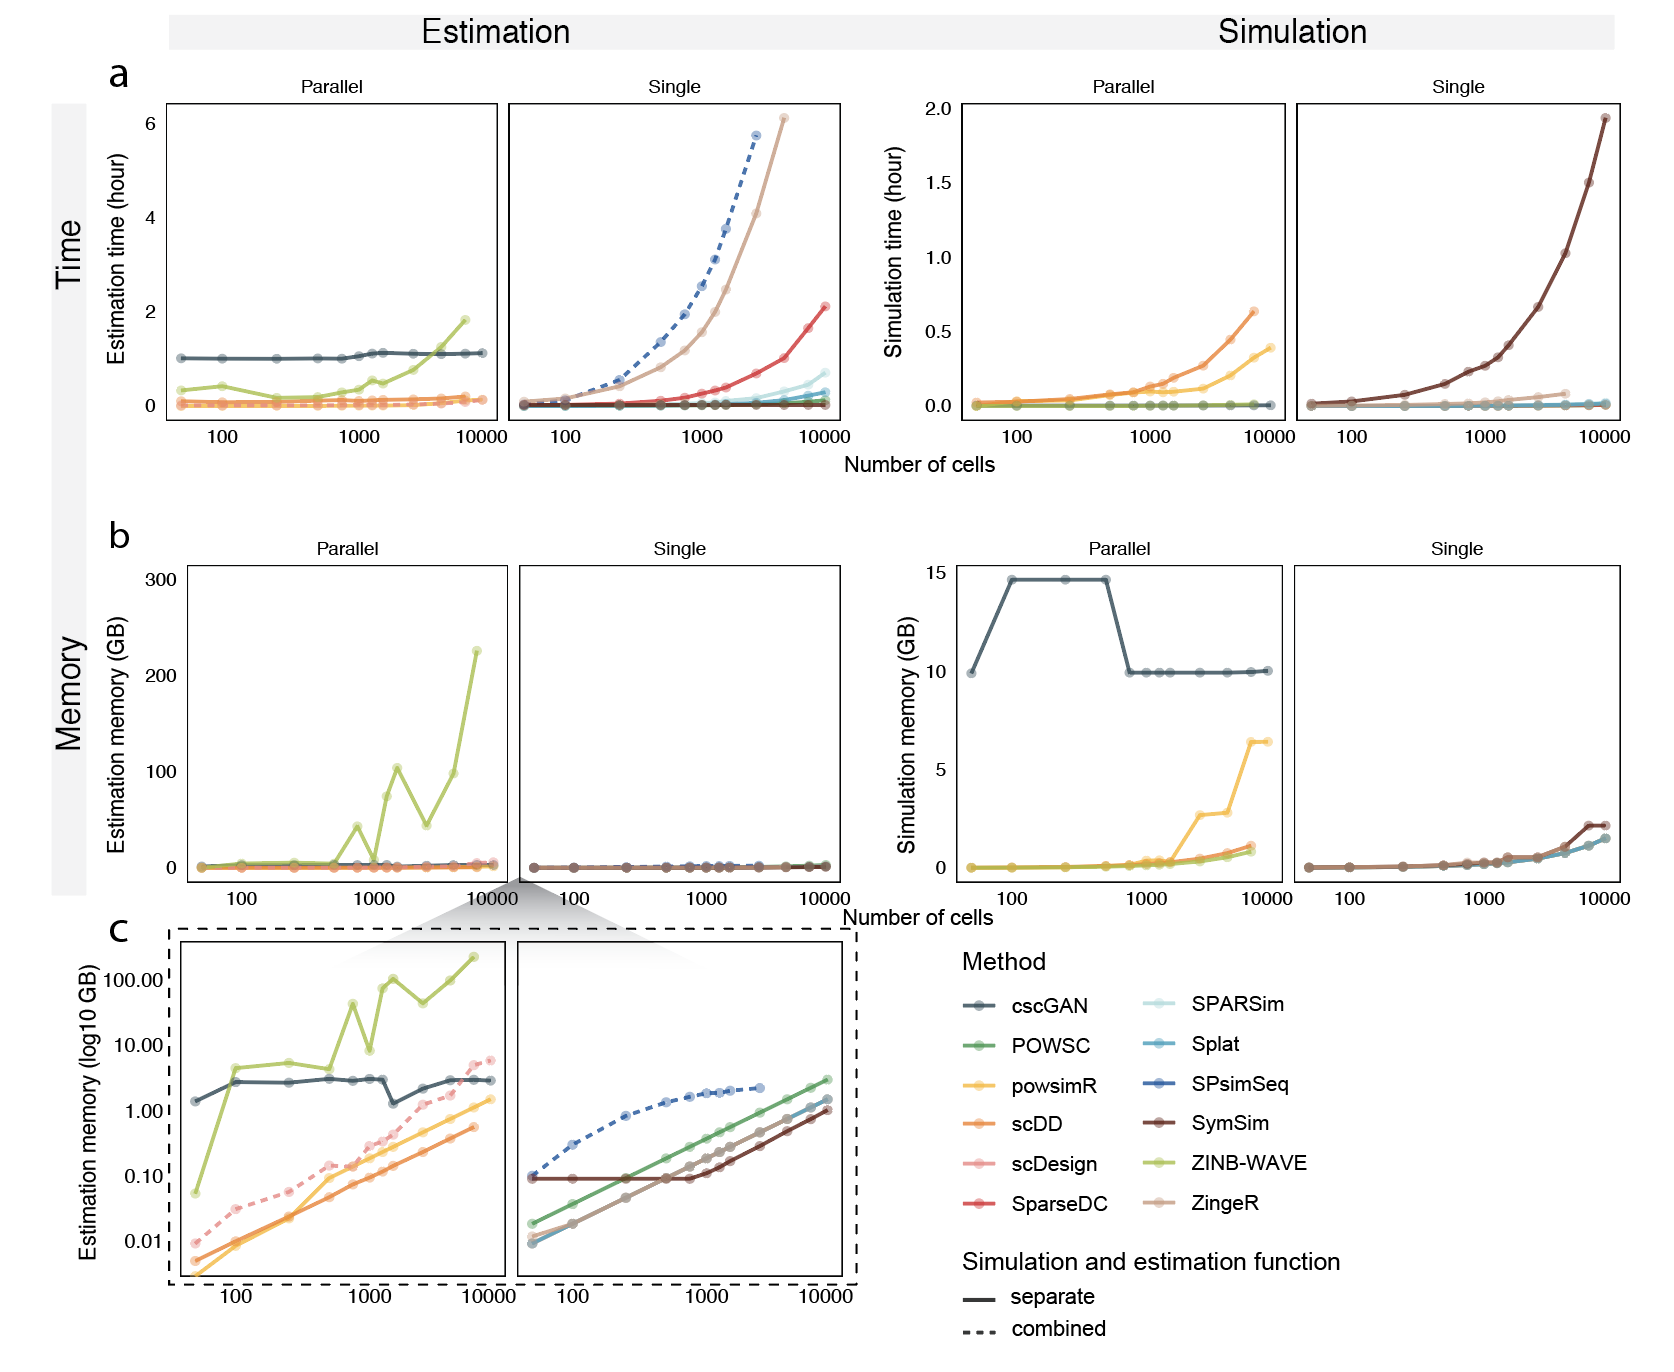 Estimation
Simulation
a
Time
Parallel
Single
Parallel
Single
Estimation time (hour)
6
4
2
0
100
1000
10000
100
1000
10000
Simulation time (hour)
2.0
1.5
1.0
0.5
0.0
100
1000
10000
100
1000
10000
Number of cells
b
Memory
Parallel
Single
Parallel
Single
Estimation memory (GB)
300
200
100
0
100
1000
10000
100
1000
10000
Simulation memory (GB)
15
10
5
0
100
1000
10000
100
1000
10000
Number of cells
c
Estimation memory (log10 GB)
100.00
10.00
1.00
0.10
0.01
100
1000
10000
100
1000
10000
Method
cscGAN
POWSC
powsimR
scDD
scDesign
SparseDC
SPARSim
Splat
SPsimSeq
SymSim
ZINB-WAVE
ZingeR
Simulation and estimation function
separate
combined